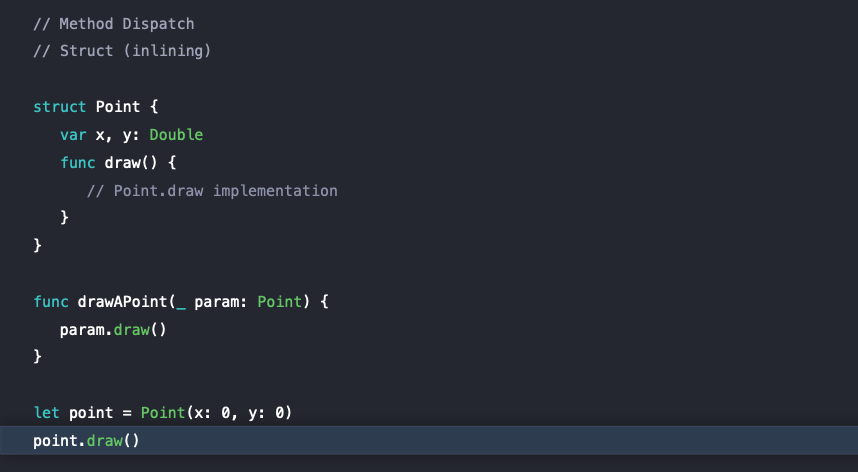 // Method Dispatch
// Struct (inlining)
struct Point {
var x, y: Double
func draw() {
// Point.draw implementation
}
}
func drawAPoint(_ param: Point) {
param.draw()
}
let point = Point(x: 0, y: 0)
point.draw()